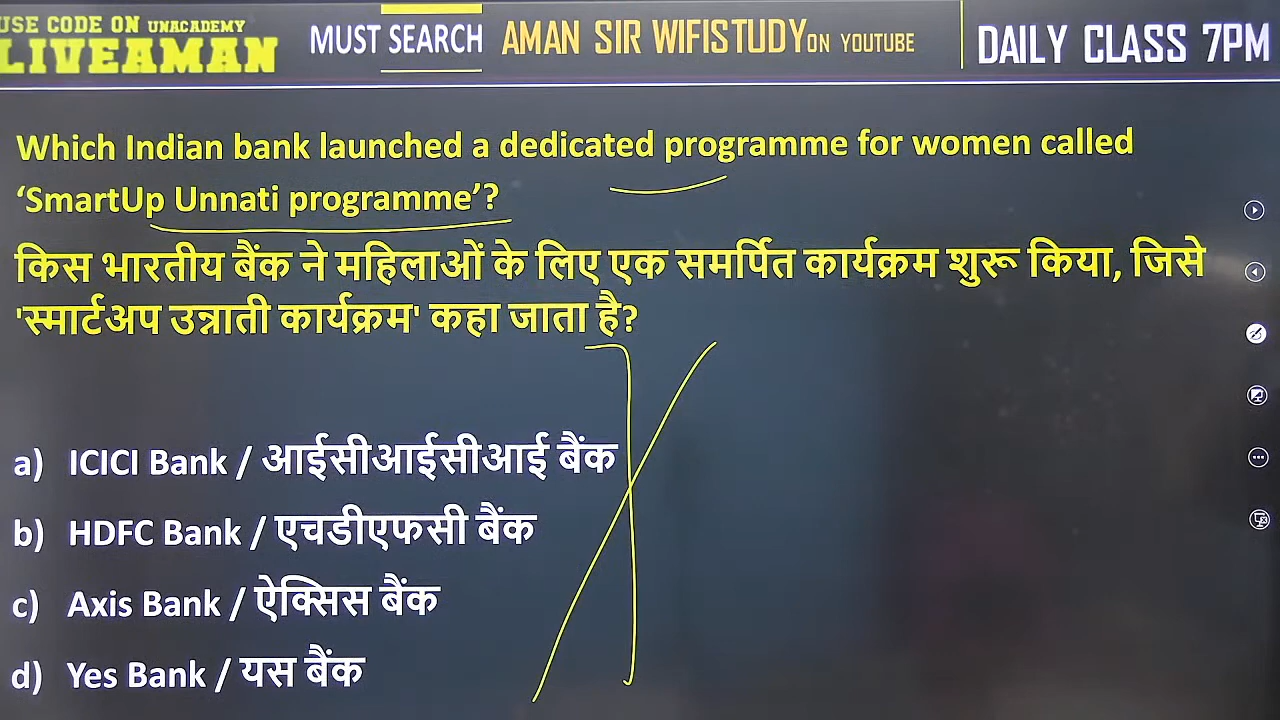 USE CODE ON UNACADEMY
LIVEAMAN
MUST SEARCH AMAN SIR WIFISTUDY ON YOUTUBE
DAILY CLASS 7PM
Which Indian bank launched a dedicated programme for women called
‘SmartUp Unnati programme’?
किस भारतीय बैंक ने महिलाओं के लिए एक समर्पित कार्यक्रम शुरू किया, जिसे
'स्मार्टअप उन्नाती कार्यक्रम' कहा जाता है?
a) ICICI Bank / आईसीआईसीआई बैंक
b) HDFC Bank / एचडीएफसी बैंक
c) Axis Bank / ऐक्सिस बैंक
d) Yes Bank / यस बैंक